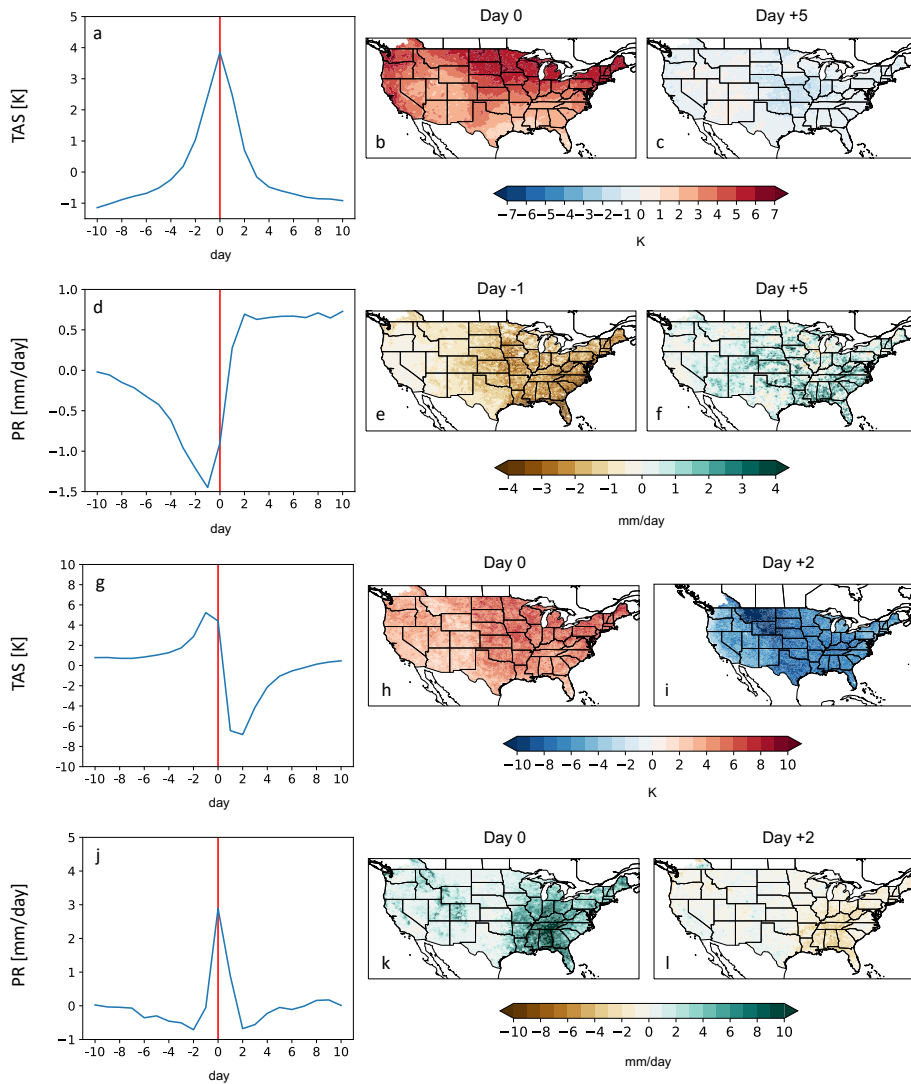 Day 0
Day +5
5
4
3
2
1
0
−1
TAS [K]
a
b
c
-10 -8 -6 -4 -2 0 2 4 6 8 10
day
−7−6−5−4−3−2−1 0 1 2 3 4 5 6 7
K
Day -1
Day +5
1.0
0.5
0.0
−0.5
−1.0
−1.5
PR [mm/day]
d
e
f
-10 -8 -6 -4 -2 0 2 4 6 8 10
day
−4 −3 −2 −1 0 1 2 3 4
mm/day
Day 0
Day +2
10
8
6
4
2
0
-2
-4
-6
-8
-10
TAS [K]
g
h
i
-10 -8 -6 -4 -2 0 2 4 6 8 10
day
−10 −8 −6 −4 −2 0 2 4 6 8 10
K
Day 0
Day +2
5
4
3
2
1
0
−1
PR [mm/day]
j
k
l
-10 -8 -6 -4 -2 0 2 4 6 8 10
day
−10 −8 −6 −4 −2 0 2 4 6 8 10
mm/day